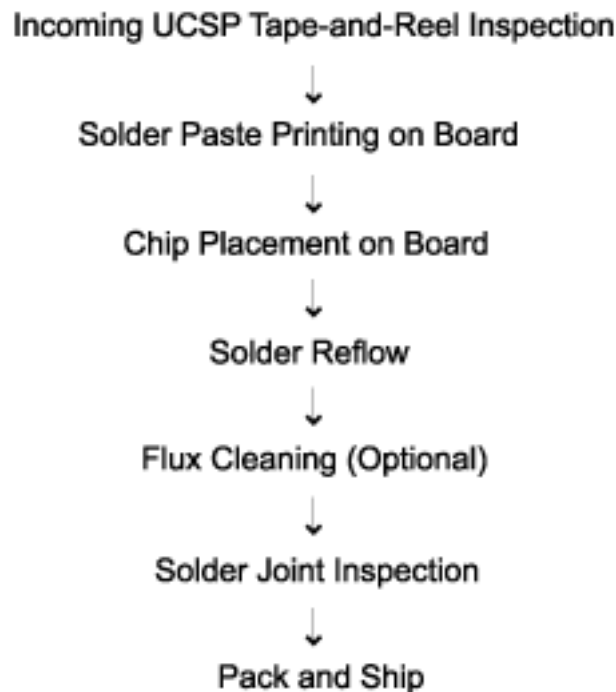 Incoming UCSP Tape-and-Reel Inspection
Solder Paste Printing on Board
Chip Placement on Board
Solder Reflow
Flux Cleaning (Optional)
Solder Joint Inspection
Pack and Ship